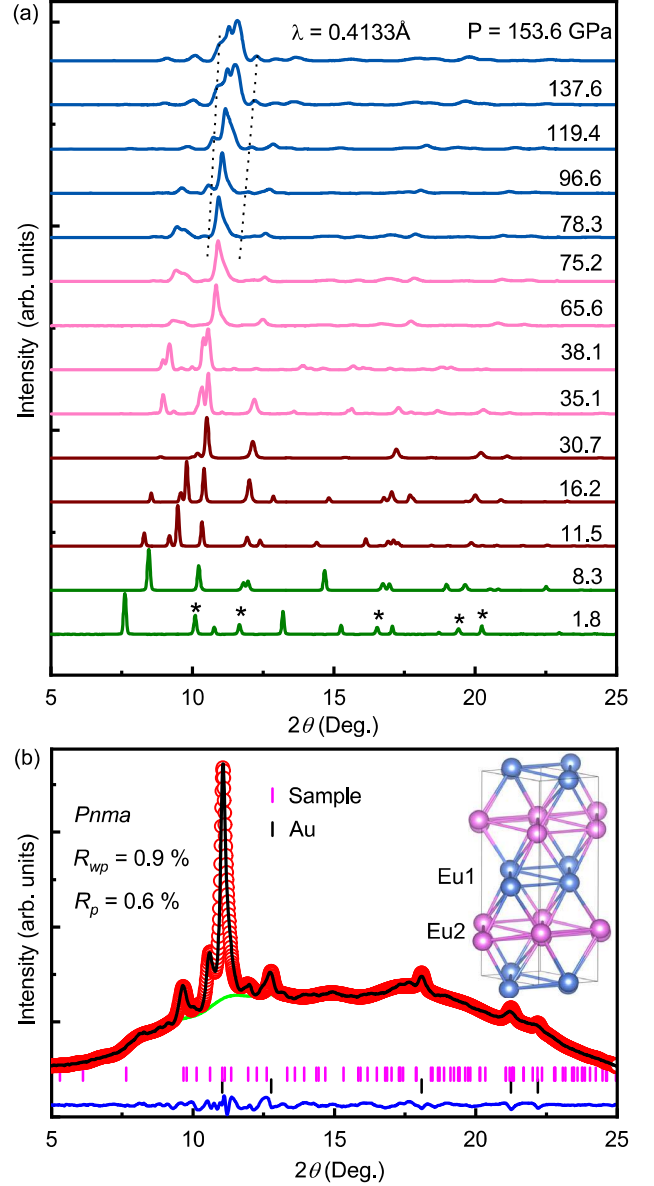 (a)
λ = 0.4133Å P = 153.6 GPa
137.6
119.4
96.6
78.3
75.2
65.6
38.1
35.1
30.7
16.2
11.5
8.3
* * * * * 1.8
Intensity (arb. units)
5 10 15 20 25
2θ (Deg.)
(b)
Pnma
Rwp = 0.9 %
Rp = 0.6 %
Sample
Au
Eu1
Eu2
Intensity (arb. units)
5 10 15 20 25
2θ (Deg.)